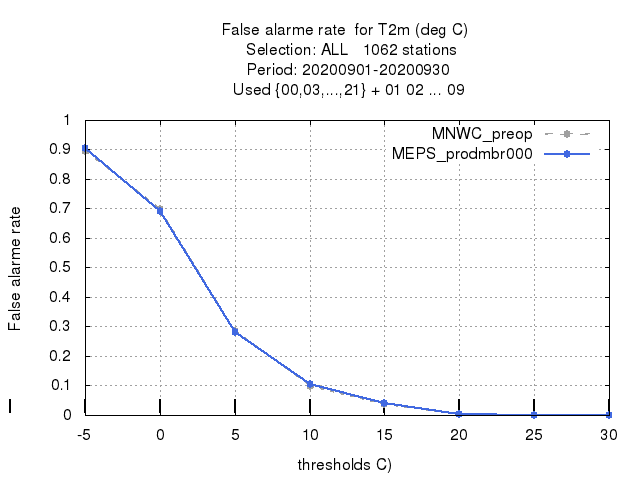 False alarme rate  for T2m (deg C)
Selection: ALL   1062 stations
Period: 20200901-20200930
Used {00,03,...,21} + 01 02 ... 09
MNWC_preop
MEPS_prodmbr000
1
0.9
0.8
0.7
0.6
0.5
0.4
0.3
0.2
0.1
0
False alarme rate
-5 0 5 10 15 20 25 30
thresholds C)